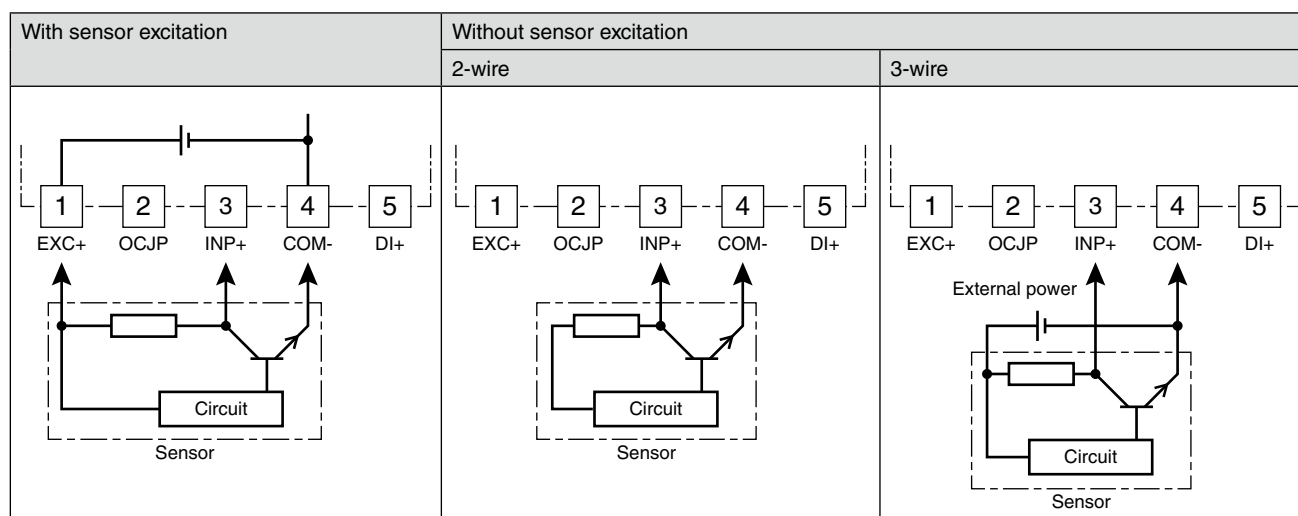 With sensor excitation
Without sensor excitation
2-wire
3-wire
1 2 3 4 5
EXC+ OCJP INP+ COM- DI+
Circuit
Sensor
1 2 3 4 5
EXC+ OCJP INP+ COM- DI+
Circuit
Sensor
1 2 3 4 5
EXC+ OCJP INP+ COM- DI+
External power
Circuit
Sensor